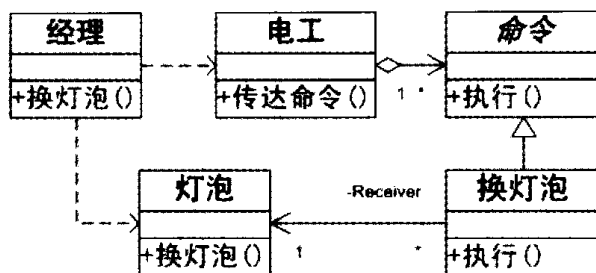 经理
电工
命令
+换灯泡()
+传达命令()
1
*
+执行()
灯泡
-Receiver
换灯泡
+换灯泡()
1
*
+执行()